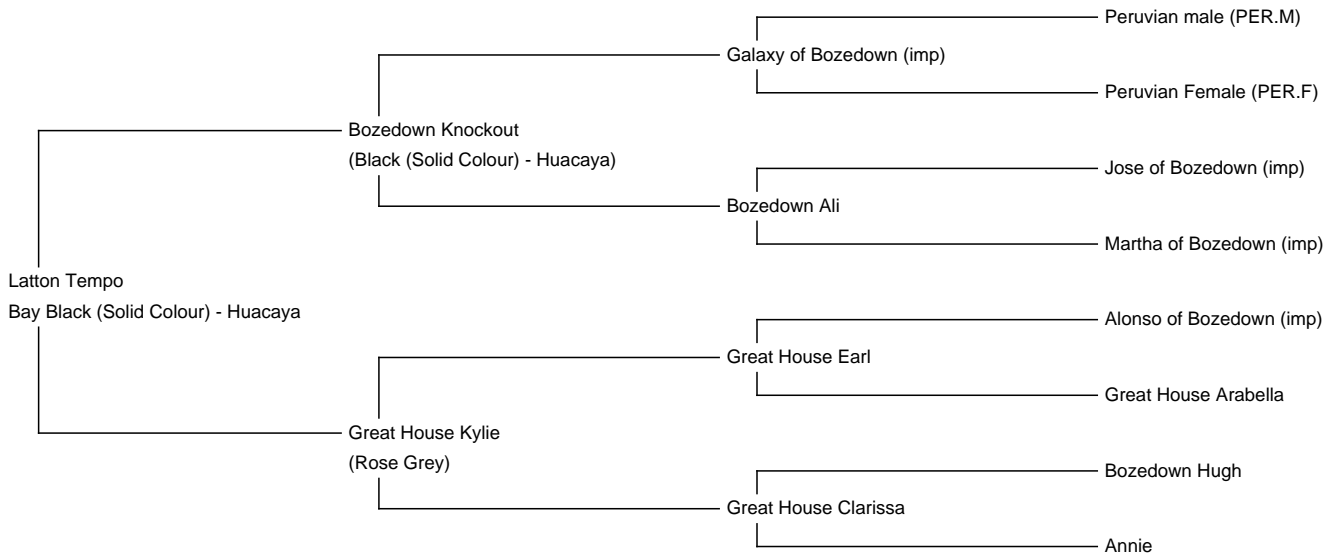 Peruvian male (PER.M)
Galaxy of Bozedown (imp)
Peruvian Female (PER.F)
Bozedown Knockout
(Black (Solid Colour) - Huacaya)
Jose of Bozedown (imp)
Bozedown Ali
Martha of Bozedown (imp)
Latton Tempo
Bay Black (Solid Colour) - Huacaya
Alonso of Bozedown (imp)
Great House Earl
Great House Arabella
Great House Kylie
(Rose Grey)
Bozedown Hugh
Great House Clarissa
Annie